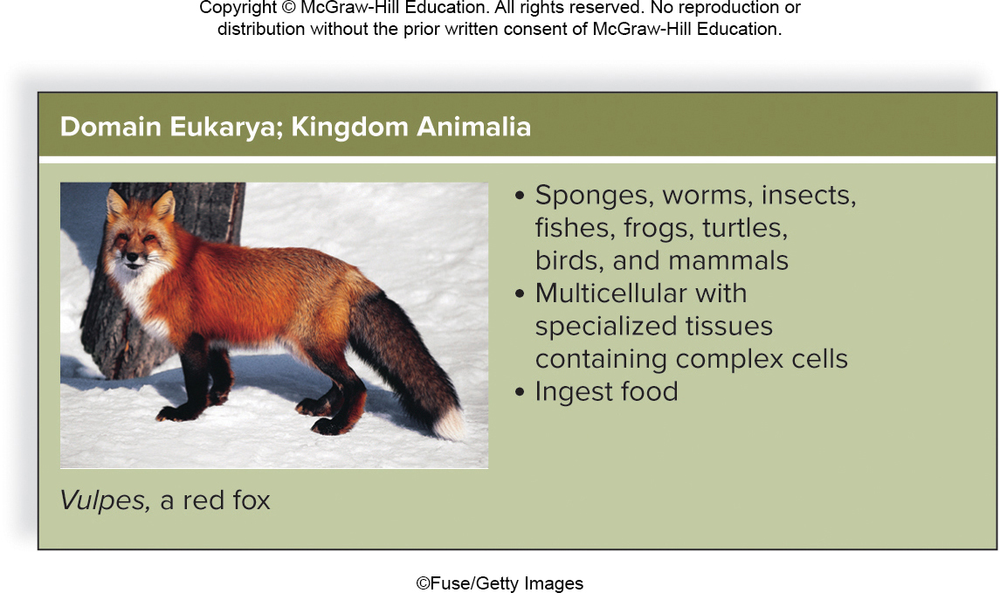 Copyright © McGraw-Hill Education. All rights reserved. No reproduction or
distribution without the prior written consent of McGraw-Hill Education.
Domain Eukarya; Kingdom Animalia
• Sponges, worms, insects,
fishes, frogs, turtles,
birds, and mammals
• Multicellular with
specialized tissues
containing complex cells
• Ingest food
Vulpes, a red fox
©Fuse/Getty Images